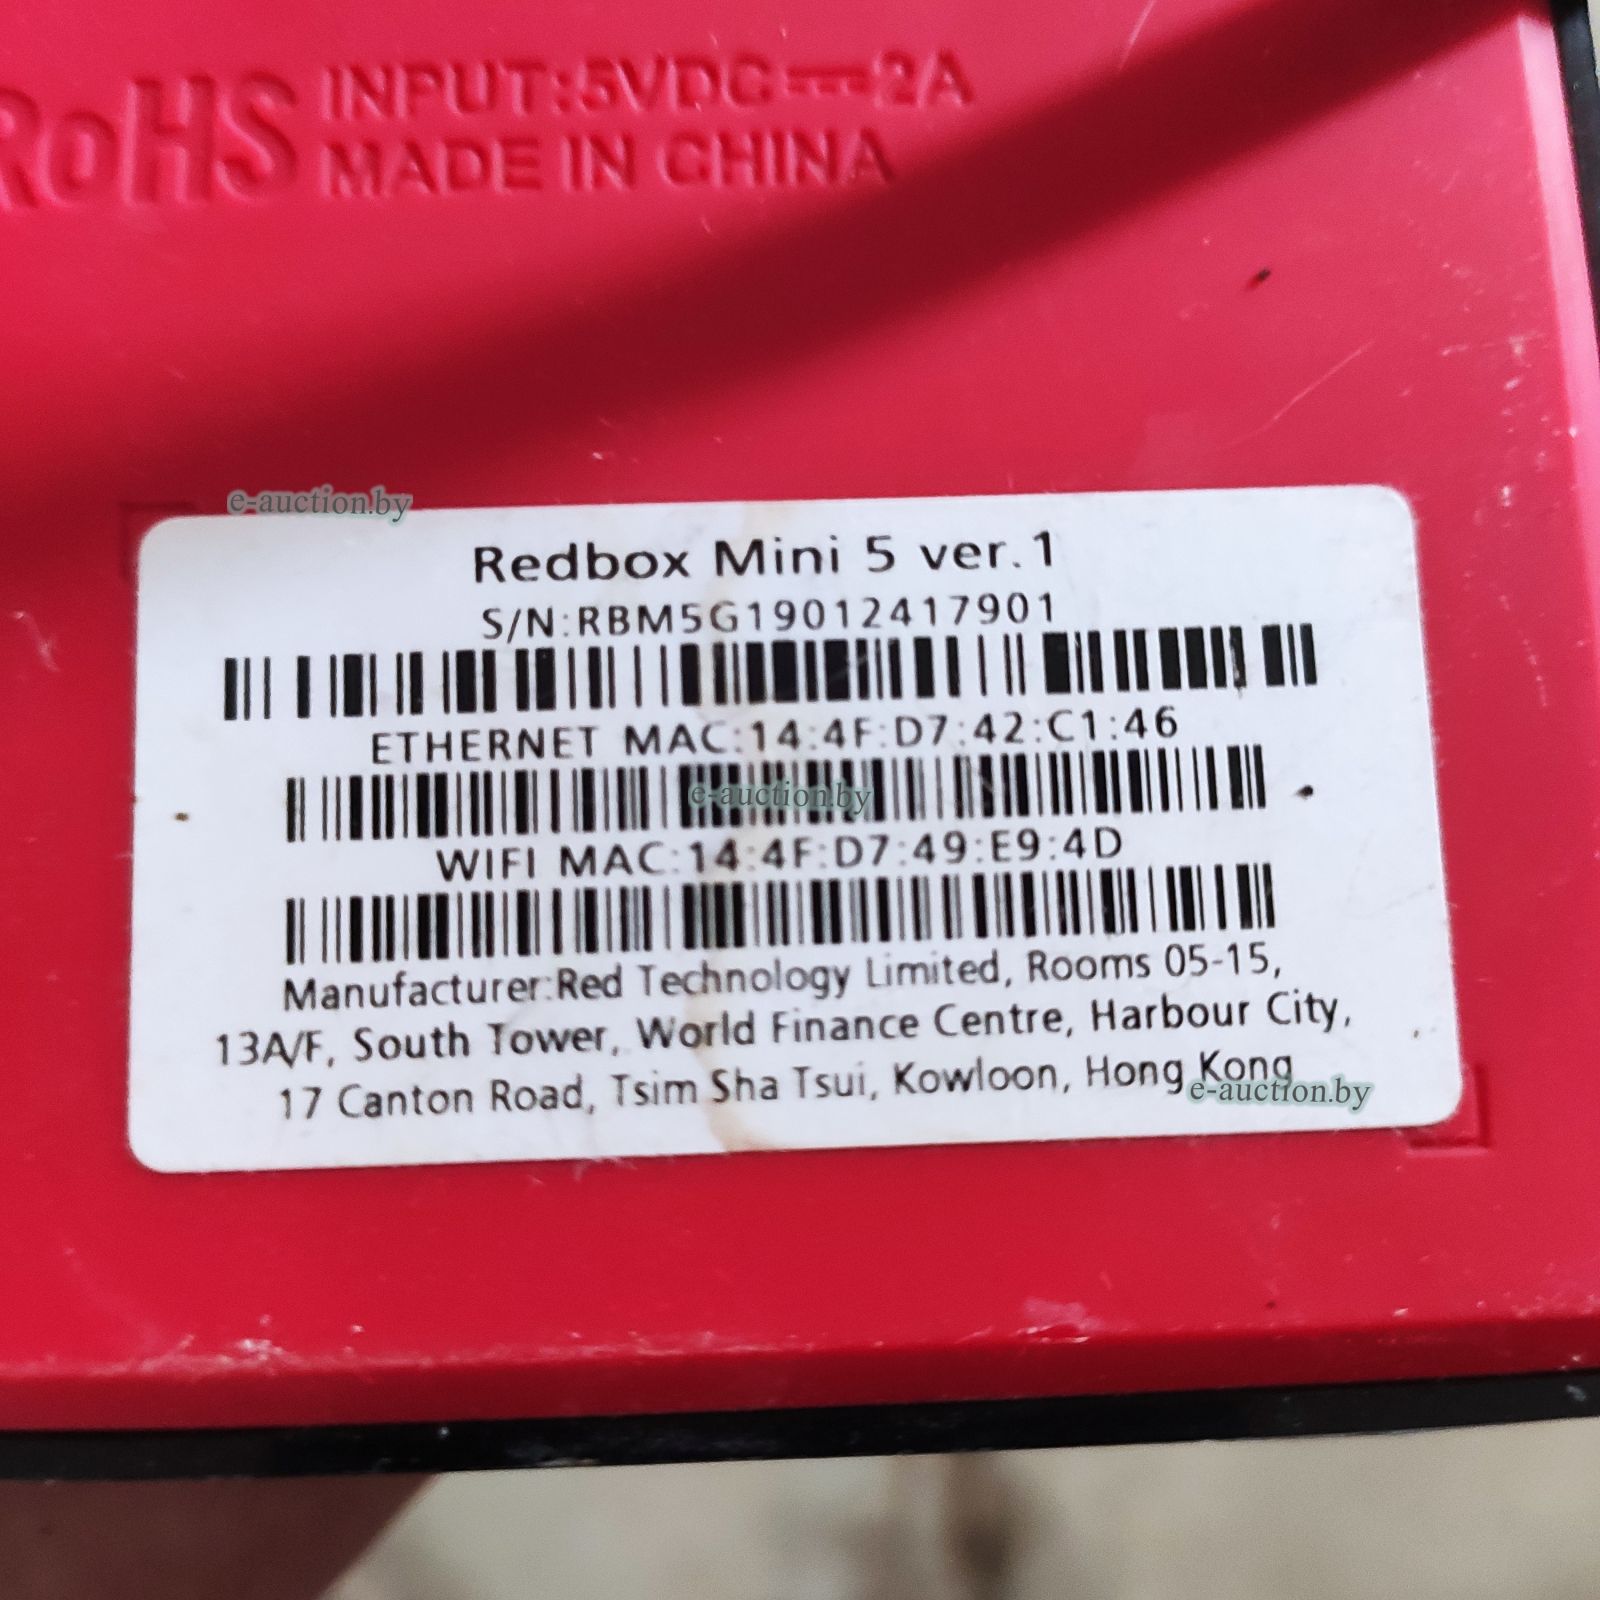 RoHS INPUT:5VDC⎓2A
MADE IN CHINA
e-auction.by
Redbox Mini 5 ver.1
S/N:RBM5G19012417901
ETHERNET MAC:14:4F:D7:42:C1:46
e-auction.by
WIFI MAC:14:4F:D7:49:E9:4D
Manufacturer:Red Technology Limited, Rooms 05-15,
13A/F, South Tower, World Finance Centre, Harbour City,
17 Canton Road, Tsim Sha Tsui, Kowloon, Hong Kong
e-auction.by